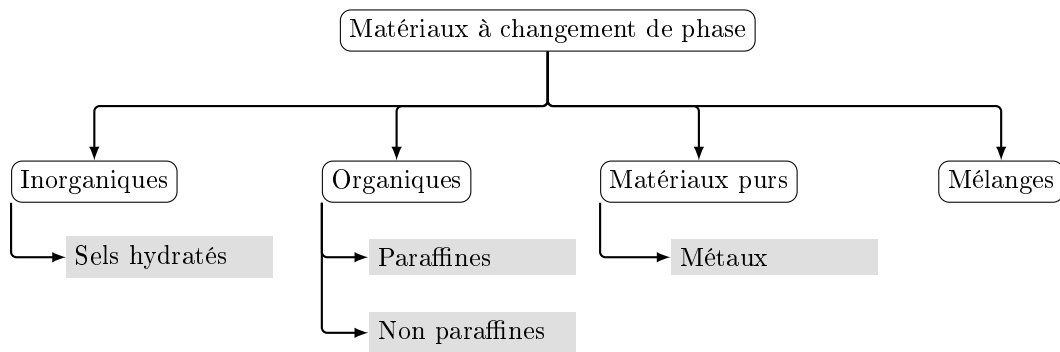 Matériaux à changement de phase
Inorganiques
Organiques
Matériaux purs
Mélanges
Sels hydratés
Paraffines
Métaux
Non paraffines